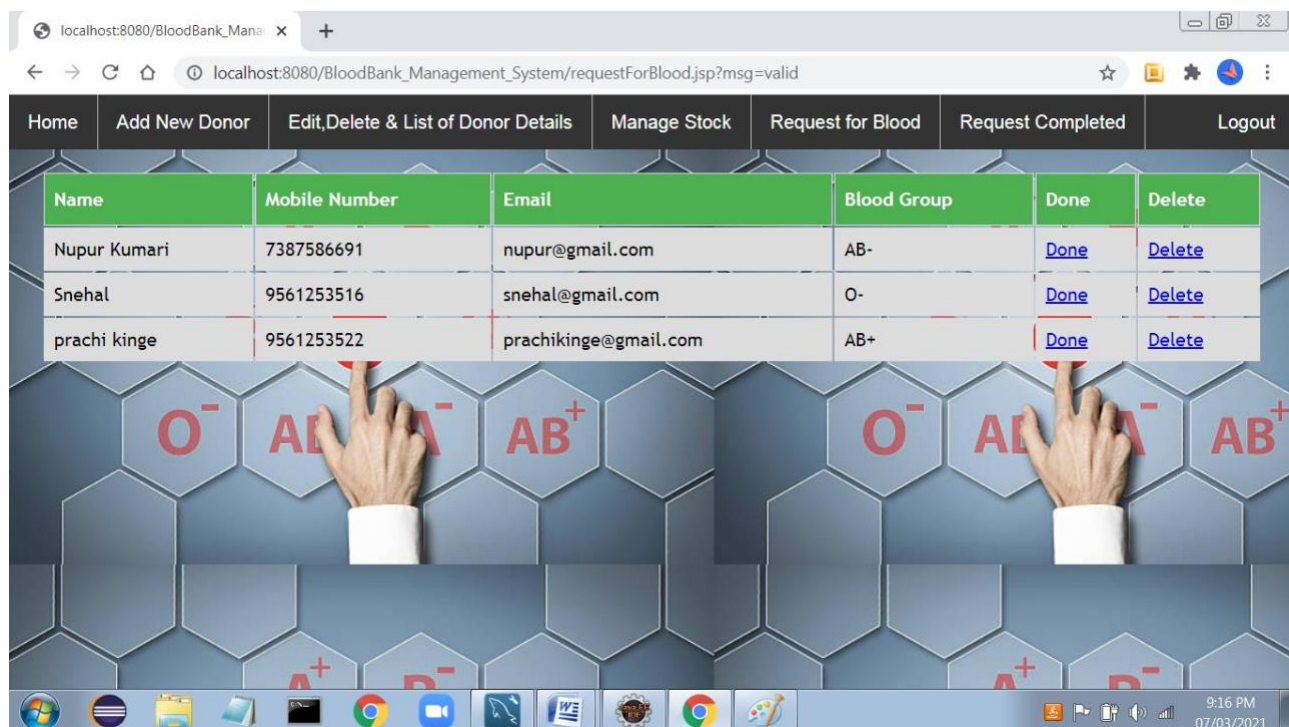 localhost:8080/BloodBank_Mana
localhost:8080/BloodBank_Management_System/requestForBlood.jsp?msg=valid
Home Add New Donor Edit,Delete & List of Donor Details Manage Stock Request for Blood Request Completed Logout
Name Mobile Number Email Blood Group Done Delete
Nupur Kumari 7387586691 nupur@gmail.com AB- Done Delete
Snehal 9561253516 snehal@gmail.com O- Done Delete
prachi kinge 9561253522 prachikinge@gmail.com AB+ Done Delete
O- AB A- AB+ O- AB AB+
A+ B- A+ B-
9:16 PM
07/03/2021